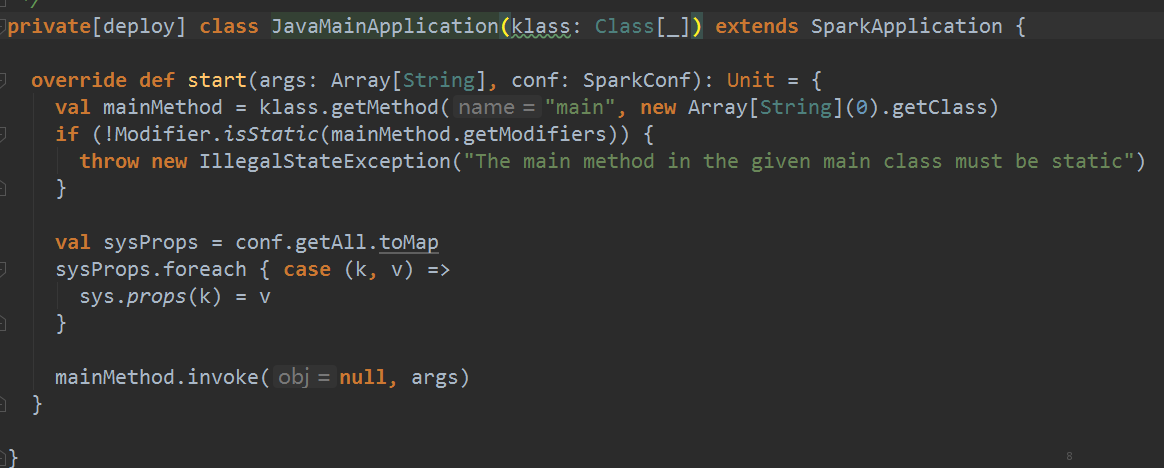 */
private[deploy] class JavaMainApplication(klass: Class[_]) extends SparkApplication {
override def start(args: Array[String], conf: SparkConf): Unit = {
val mainMethod = klass.getMethod( name = "main", new Array[String](0).getClass)
if (!Modifier.isStatic(mainMethod.getModifiers)) {
throw new IllegalStateException("The main method in the given main class must be static")
}
val sysProps = conf.getAll.toMap
sysProps.foreach { case (k, v) =>
sys.props(k) = v
}
mainMethod.invoke( obj = null, args)
}
}
8